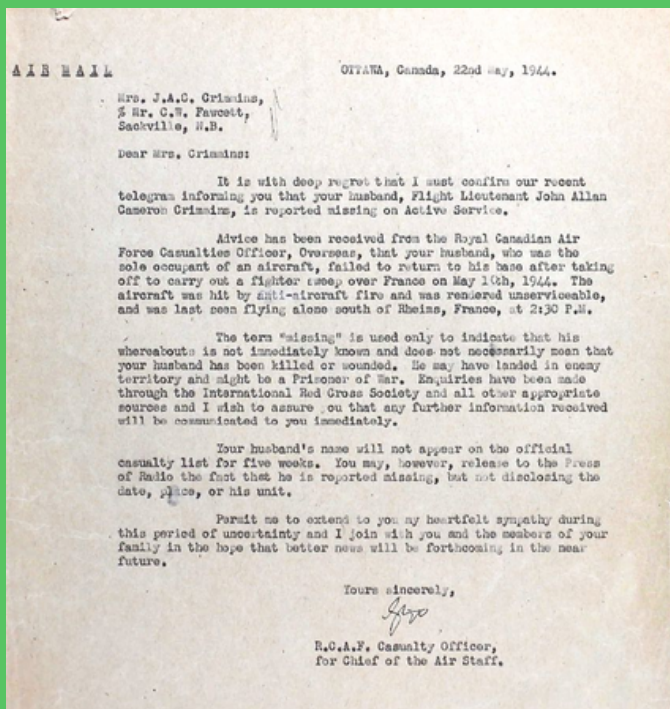 AIR MAIL
OTTAWA, Canada, 22nd May, 1944.
Mrs. J.A.C. Crimmins,
% Mr. C.W. Fawcett,
Sackville, N.B.
Dear Mrs. Crimmins:
It is with deep regret that I must confirm our recent
telegram informing you that your husband, Flight Lieutenant John Allan
Cameron Crimmins, is reported missing on Active Service.
Advice has been received from the Royal Canadian Air
Force Casualties Officer, Overseas, that your husband, who was the
sole occupant of an aircraft, failed to return to his base after taking
off to carry out a fighter sweep over France on May 10th, 1944. The
aircraft was hit by anti-aircraft fire and was rendered unserviceable,
and was last seen flying alone south of Rheims, France, at 2:30 P.M.
The term "missing" is used only to indicate that his
whereabouts is not immediately known and does not necessarily mean that
your husband has been killed or wounded. He may have landed in enemy
territory and might be a Prisoner of War. Enquiries have been made
through the International Red Cross Society and all other appropriate
sources and I wish to assure you that any further information received
will be communicated to you immediately.
Your husband's name will not appear on the official
casualty list for five weeks. You may, however, release to the Press
of Radio the fact that he is reported missing, but not disclosing the
date, place, or his unit.
Permit me to extend to you my heartfelt sympathy during
this period of uncertainty and I join with you and the members of your
family in the hope that better news will be forthcoming in the near
future.
Yours sincerely,
R.C.A.F. Casualty Officer,
for Chief of the Air Staff.